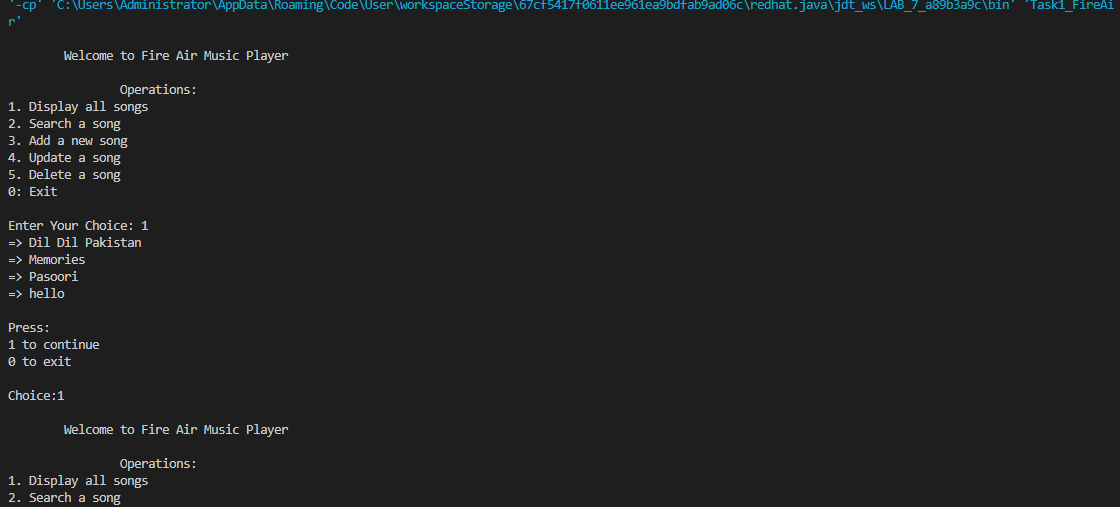 '-cp' 'C:\Users\Administrator\AppData\Roaming\Code\User\workspaceStorage\67cf5417f0611ee961ea9bdfab9ad06c\redhat.java\jdt_ws\LAB_7_a89b3a9c\bin' 'Task1_FireAi
r'
Welcome to Fire Air Music Player
Operations:
1. Display all songs
2. Search a song
3. Add a new song
4. Update a song
5. Delete a song
0: Exit
Enter Your Choice: 1
=> Dil Dil Pakistan
=> Memories
=> Pasoori
=> hello
Press:
1 to continue
0 to exit
Choice:1
Welcome to Fire Air Music Player
Operations:
1. Display all songs
2. Search a song